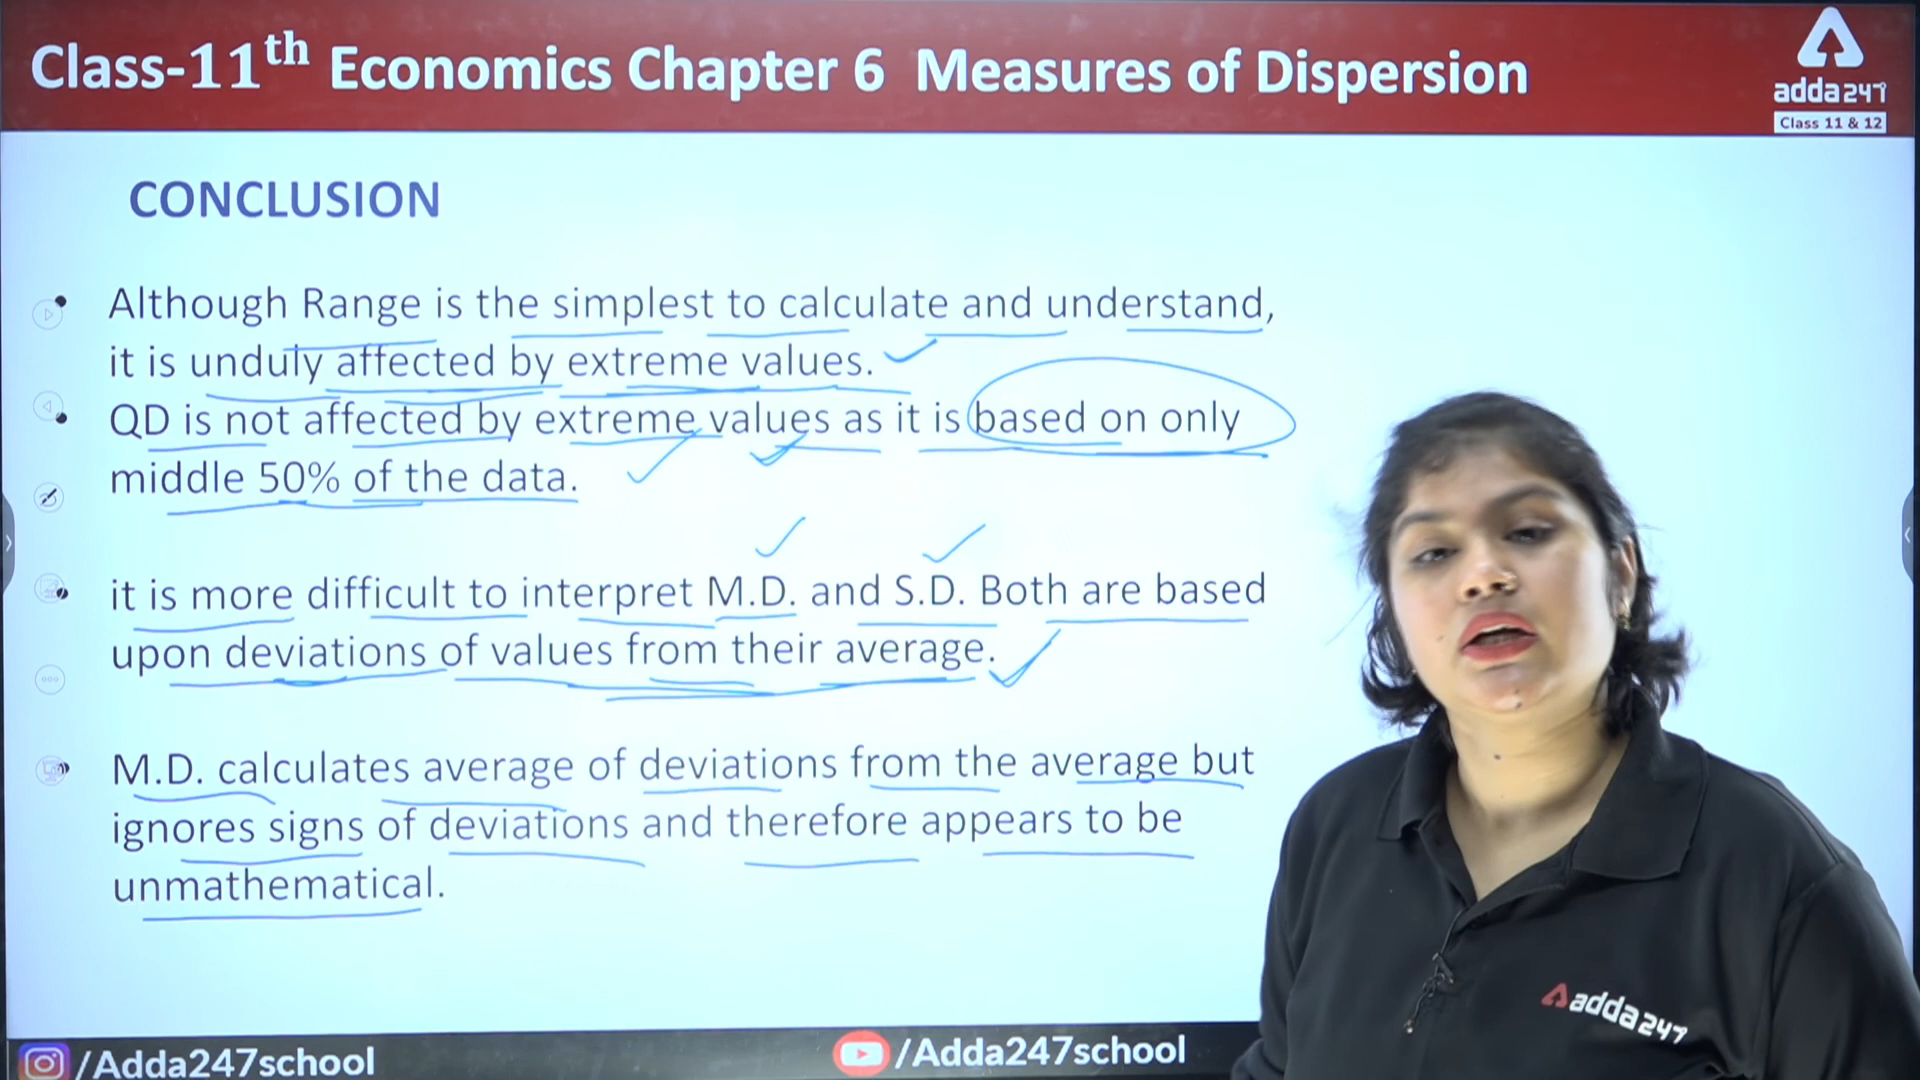 Class-11th Economics Chapter 6 Measures of Dispersion
adda247
Class 11 & 12
CONCLUSION
• Although Range is the simplest to calculate and understand,
it is unduly affected by extreme values.
• QD is not affected by extreme values as it is based on only
middle 50% of the data.
• it is more difficult to interpret M.D. and S.D. Both are based
upon deviations of values from their average.
• M.D. calculates average of deviations from the average but
ignores signs of deviations and therefore appears to be
unmathematical.
adda247
/Adda247school
/Adda247school